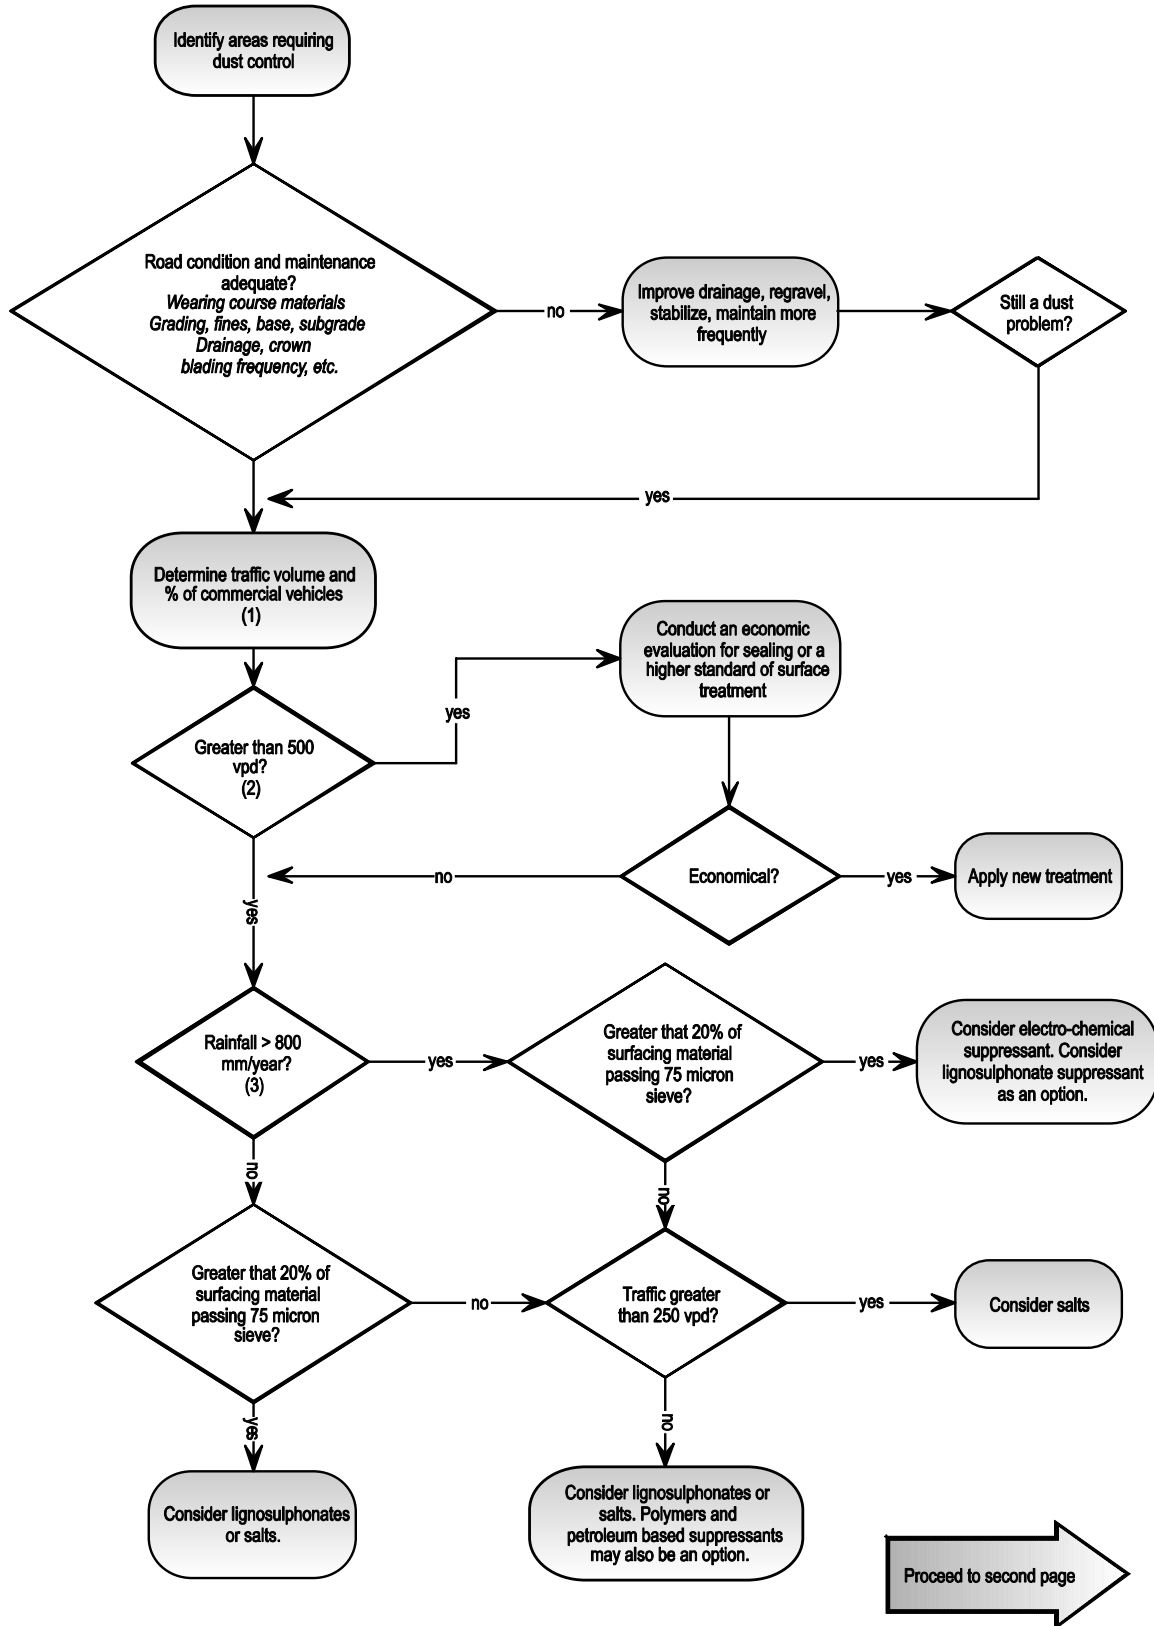 Identify areas requiring
dust control
Road condition and maintenance
adequate?
Wearing course materials
Grading, fines, base, subgrade
Drainage, crown
blading frequency, etc.
no
Improve drainage, regravel,
stabilize, maintain more
frequently
Still a dust
problem?
yes
Determine traffic volume and
% of commercial vehicles
(1)
Conduct an economic
evaluation for sealing or a
higher standard of surface
treatment
yes
Greater than 500
vpd?
(2)
Economical?
no
yes
Apply new treatment
yes
Rainfall > 800
mm/year?
(3)
yes
Greater that 20% of
surfacing material
passing 75 micron
sieve?
yes
Consider electro-chemical
suppressant. Consider
lignosulphonate suppressant
as an option.
no
no
Greater that 20% of
surfacing material
passing 75 micron
sieve?
no
Traffic greater
than 250 vpd?
yes
Consider salts
yes
no
Consider lignosulphonates
or salts.
Consider lignosulphonates or
salts. Polymers and
petroleum based suppressants
may also be an option.
Proceed to second page